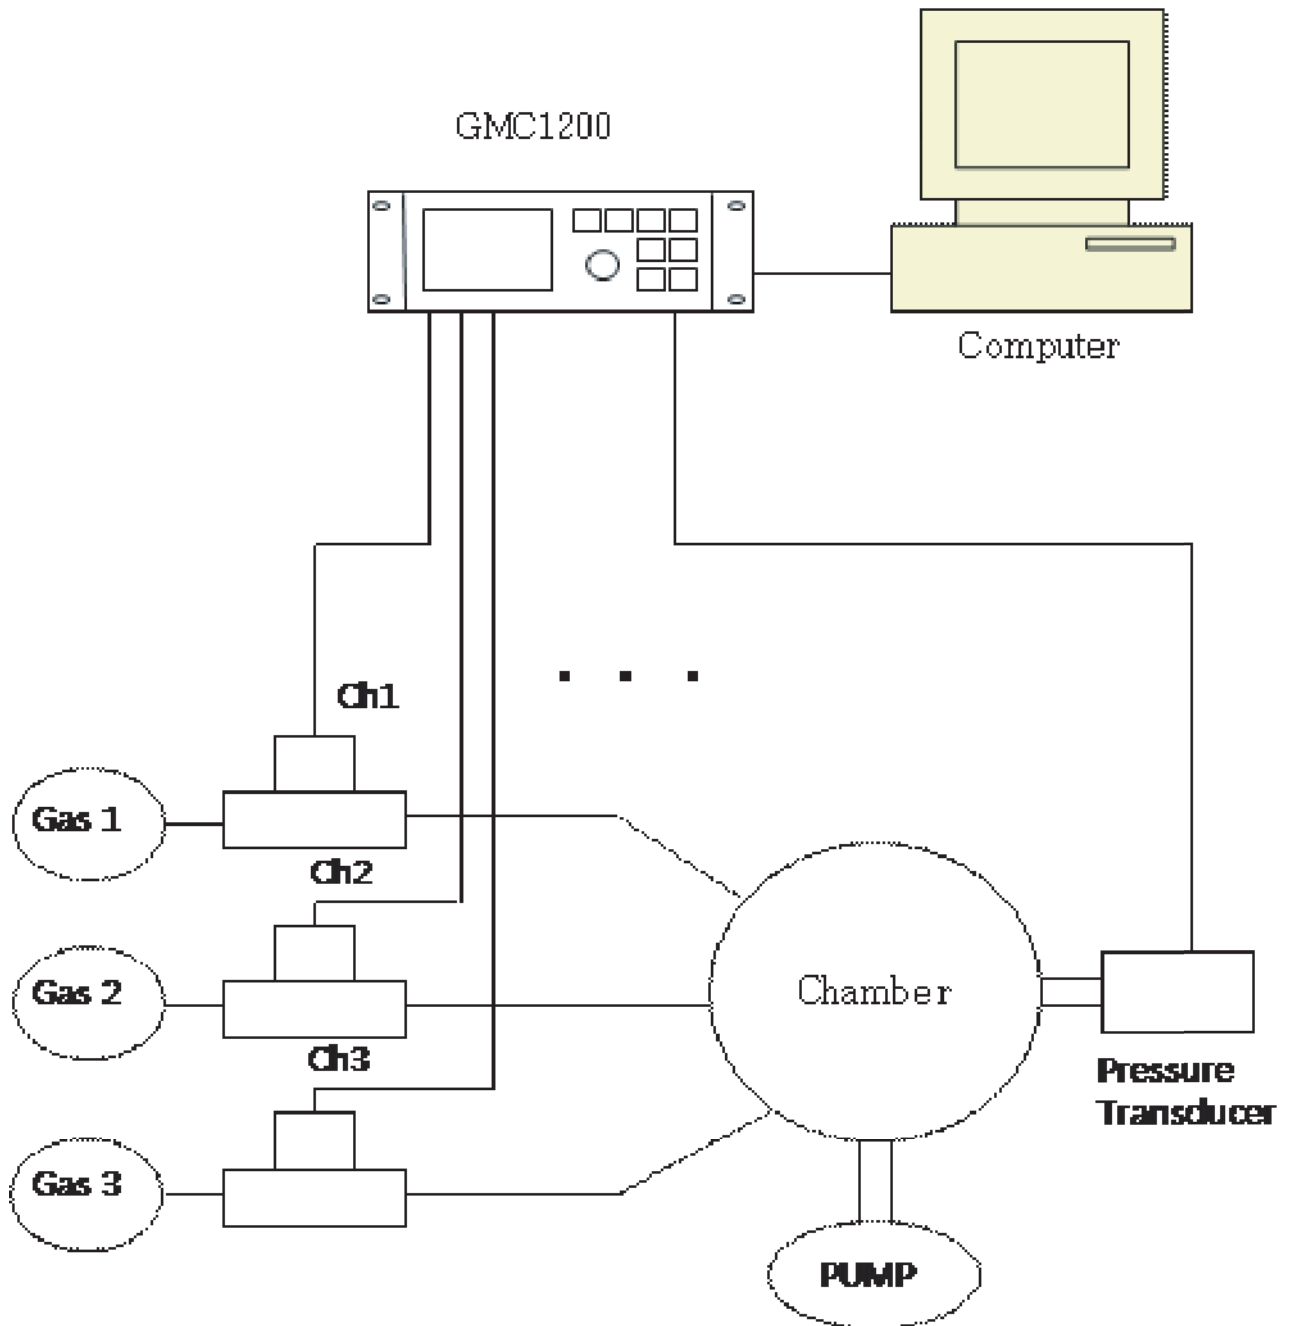 GMC1200
Computer
Ch1
Gas 1
Ch2
Gas 2
Chamber
Ch3
Pressure
Transducer
Gas 3
PUMP